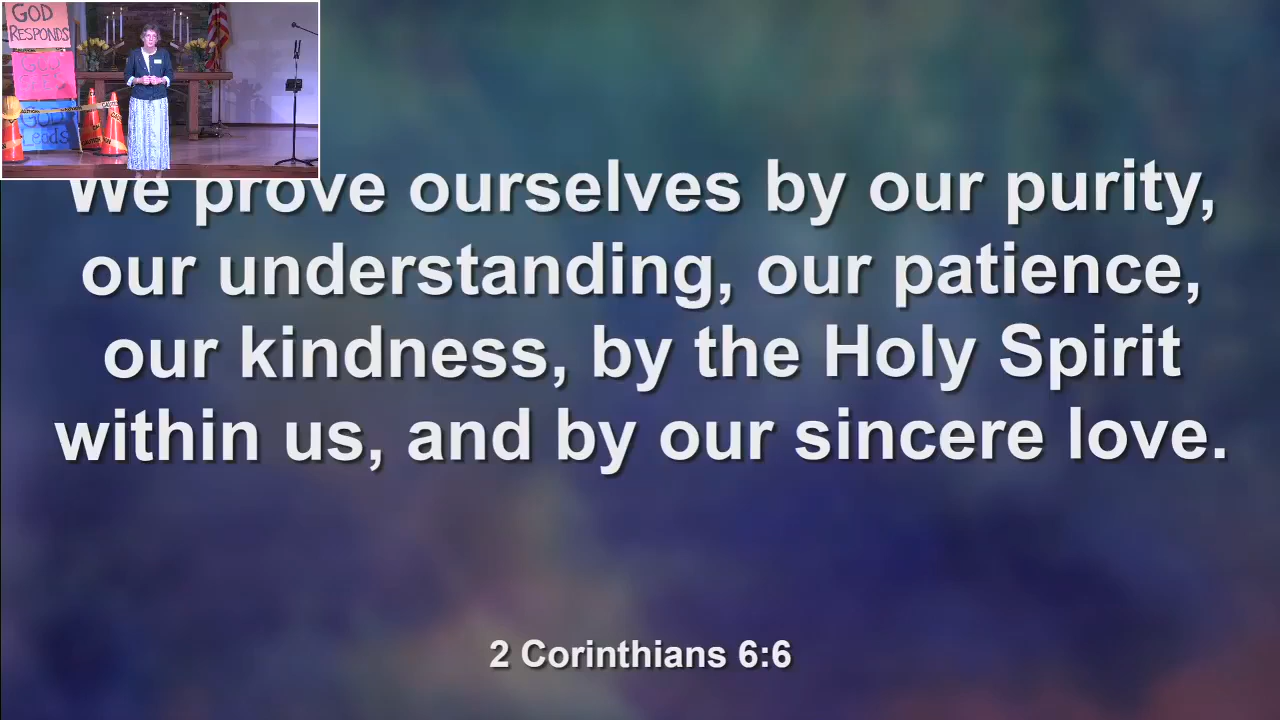 GOD
RESPONDS
GOD
Leads
We prove ourselves by our purity,
our understanding, our patience,
our kindness, by the Holy Spirit
within us, and by our sincere love.
2 Corinthians 6:6